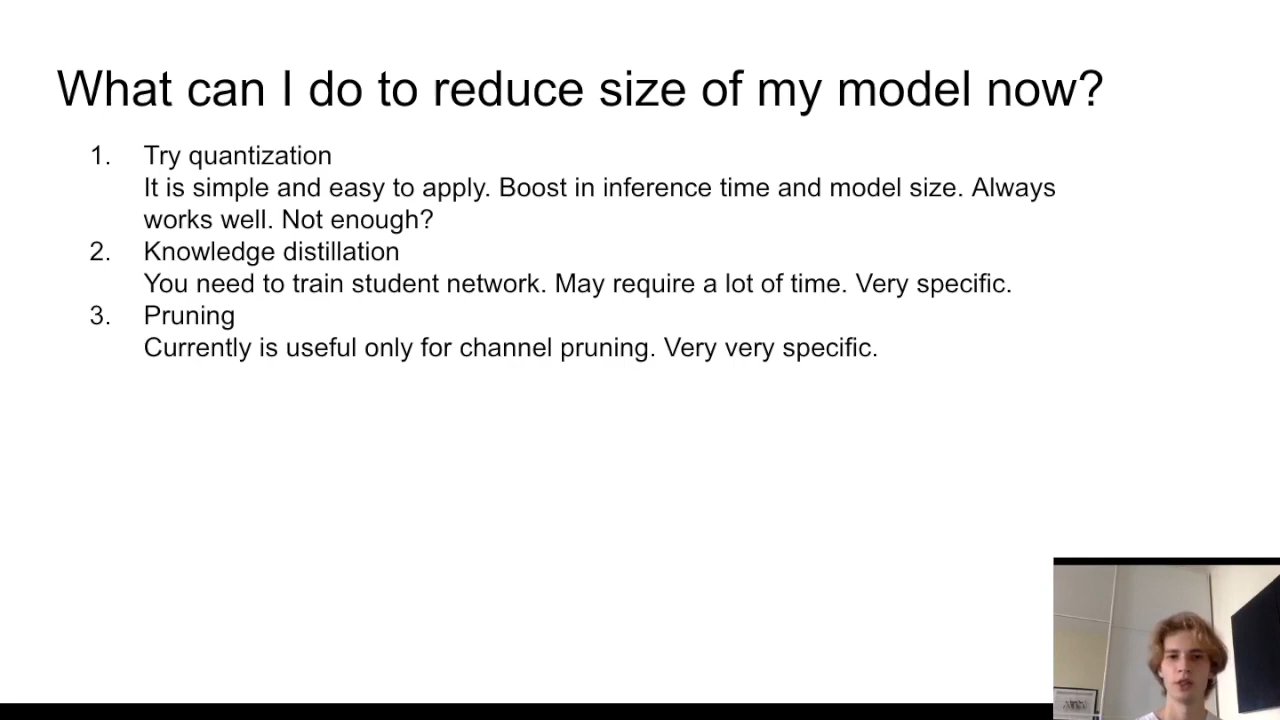 What can I do to reduce size of my model now?
1. Try quantization
It is simple and easy to apply. Boost in inference time and model size. Always
works well. Not enough?
2. Knowledge distillation
You need to train student network. May require a lot of time. Very specific.
3. Pruning
Currently is useful only for channel pruning. Very very specific.